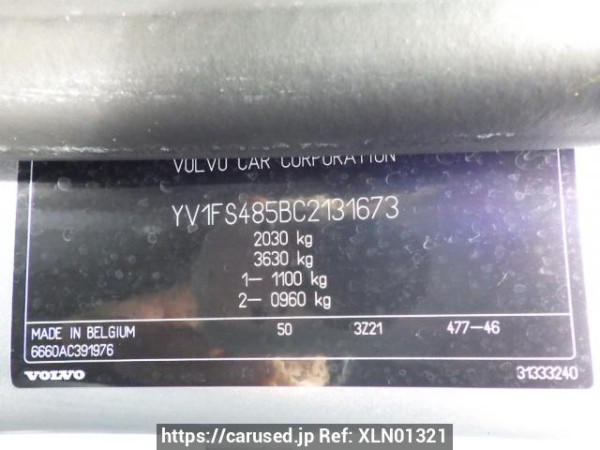 VOLVO CAR CORPORATION
YV1FS485BC2131673
2030 kg
3630 kg
1— 1100 kg
2— 0960 kg
MADE IN BELGIUM 50 3Z21 477-46
6660AC391976
VOLVO 31333240
https://carused.jp Ref: XLN01321